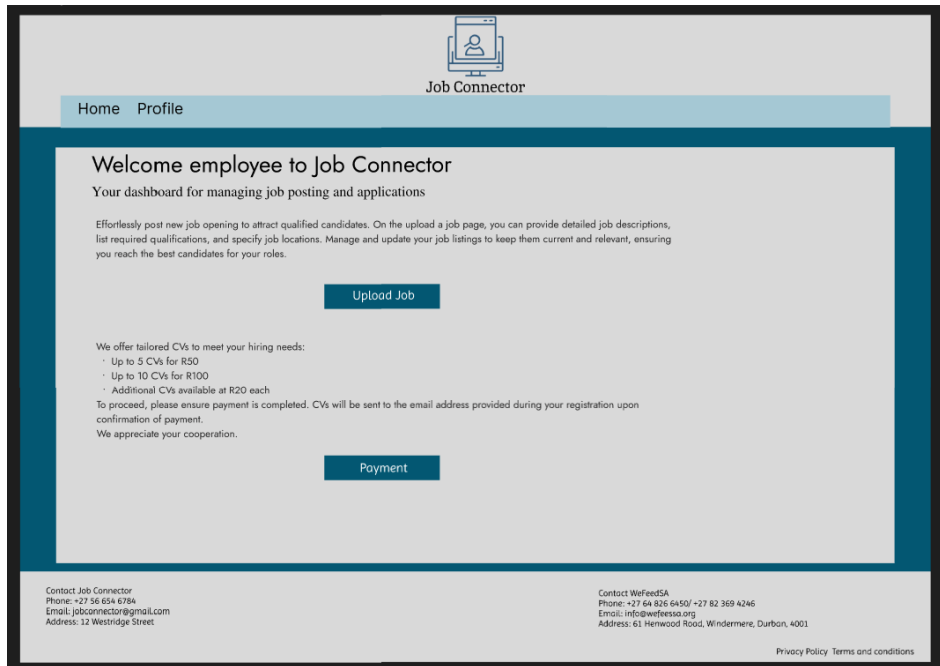 Job Connector
Home Profile
Welcome employee to Job Connector
Your dashboard for managing job posting and applications
Effortlessly post new job opening to attract qualified candidates. On the upload a job page, you can provide detailed job descriptions,
list required qualifications, and specify job locations. Manage and update your job listings to keep them current and relevant, ensuring
you reach the best candidates for your roles.
Upload Job
We offer tailored CVs to meet your hiring needs:
· Up to 5 CVs for R50
· Up to 10 CVs for R100
· Additional CVs available at R20 each
To proceed, please ensure payment is completed. CVs will be sent to the email address provided during your registration upon
confirmation of payment.
We appreciate your cooperation.
Payment
Contact Job Connector
Phone: +27 56 654 6784
Email: jobconnector@gmail.com
Address: 12 Westridge Street
Contact WeFeedSA
Phone: +27 64 826 6450/ +27 82 369 4246
Email: info@wefeessa.org
Address: 61 Henwood Road, Windermere, Durban, 4001
Privacy Policy Terms and conditions